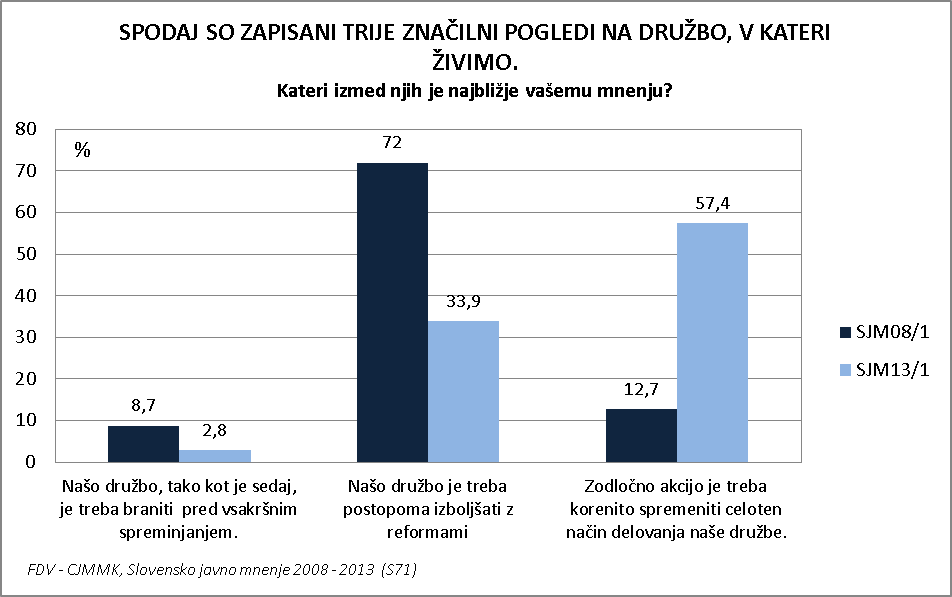 SPODAJ SO ZAPISANI TRIJE ZNAČILNI POGLEDI NA DRUŽBO, V KATERI
ŽIVIMO.
Kateri izmed njih je najbližje vašemu mnenju?
80
70
60
50
40
30
20
10
0
%
8,7
2,8
72
33,9
12,7
57,4
SJM08/1
SJM13/1
Našo družbo, tako kot je sedaj,
je treba braniti pred vsakršnim
spreminjanjem.
Našo družbo je treba
postopoma izboljšati z
reformami
Zodločno akcijo je treba
korenito spremeniti celoten
način delovanja naše družbe.
FDV - CJMMK, Slovensko javno mnenje 2008 - 2013 (S71)